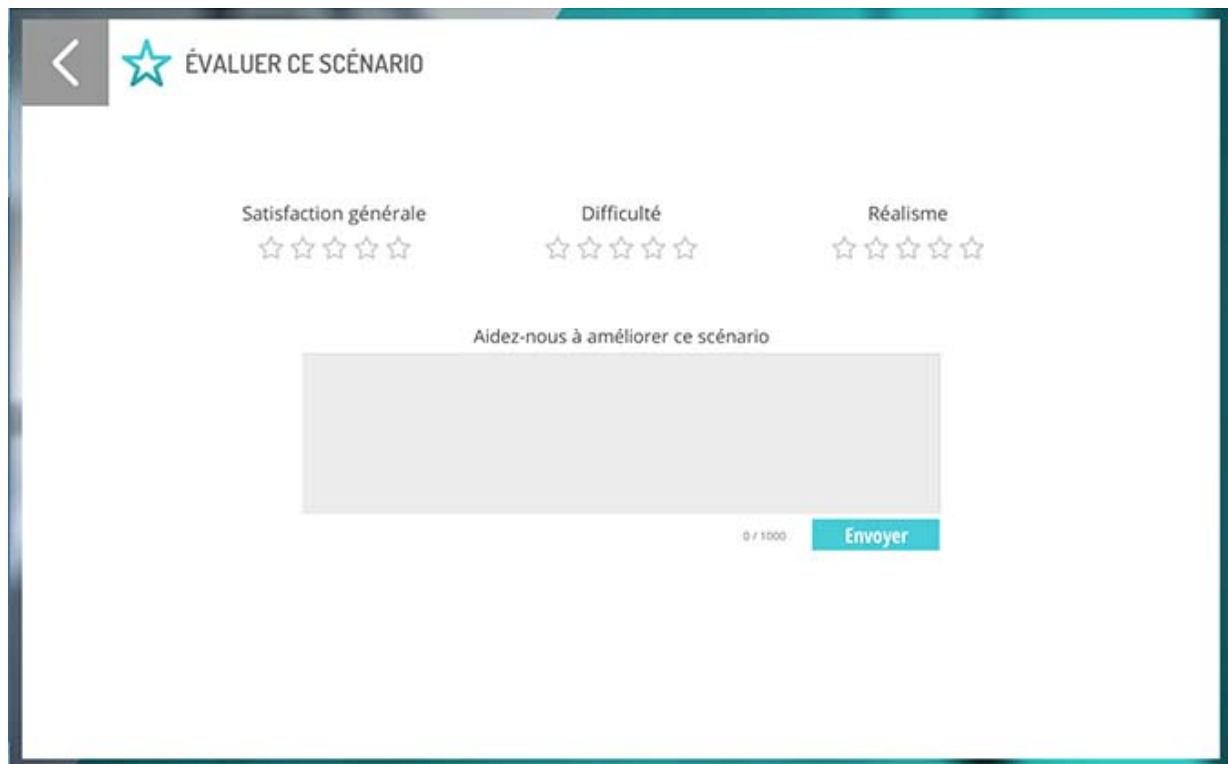 ÉVALUER CE SCÉNARIO
Satisfaction générale
Difficulté
Réalisme
Aidez-nous à améliorer ce scénario
0 / 1000
Envoyer